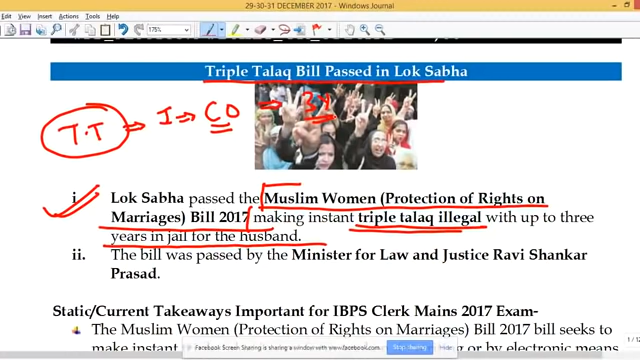 29-30-31 DECEMBER 2017 - Windows Journal
File Edit View Insert Actions Tools Help
175%
Triple Talaq Bill Passed in Lok Sabha
T.T ⇒ I ⇒ CO ⇒ 3Y
i. Lok Sabha passed the Muslim Women (Protection of Rights on
Marriages) Bill 2017 making instant triple talaq illegal with up to three
years in jail for the husband.
ii. The bill was passed by the Minister for Law and Justice Ravi Shankar
Prasad.
Static/Current Takeaways Important for IBPS Clerk Mains 2017 Exam-
The Muslim Women (Protection of Rights on Marriages) Bill 2017 bill seeks to
Facebook Screen Sharing is sharing a window with www.facebook.com. Stop sharing Hide